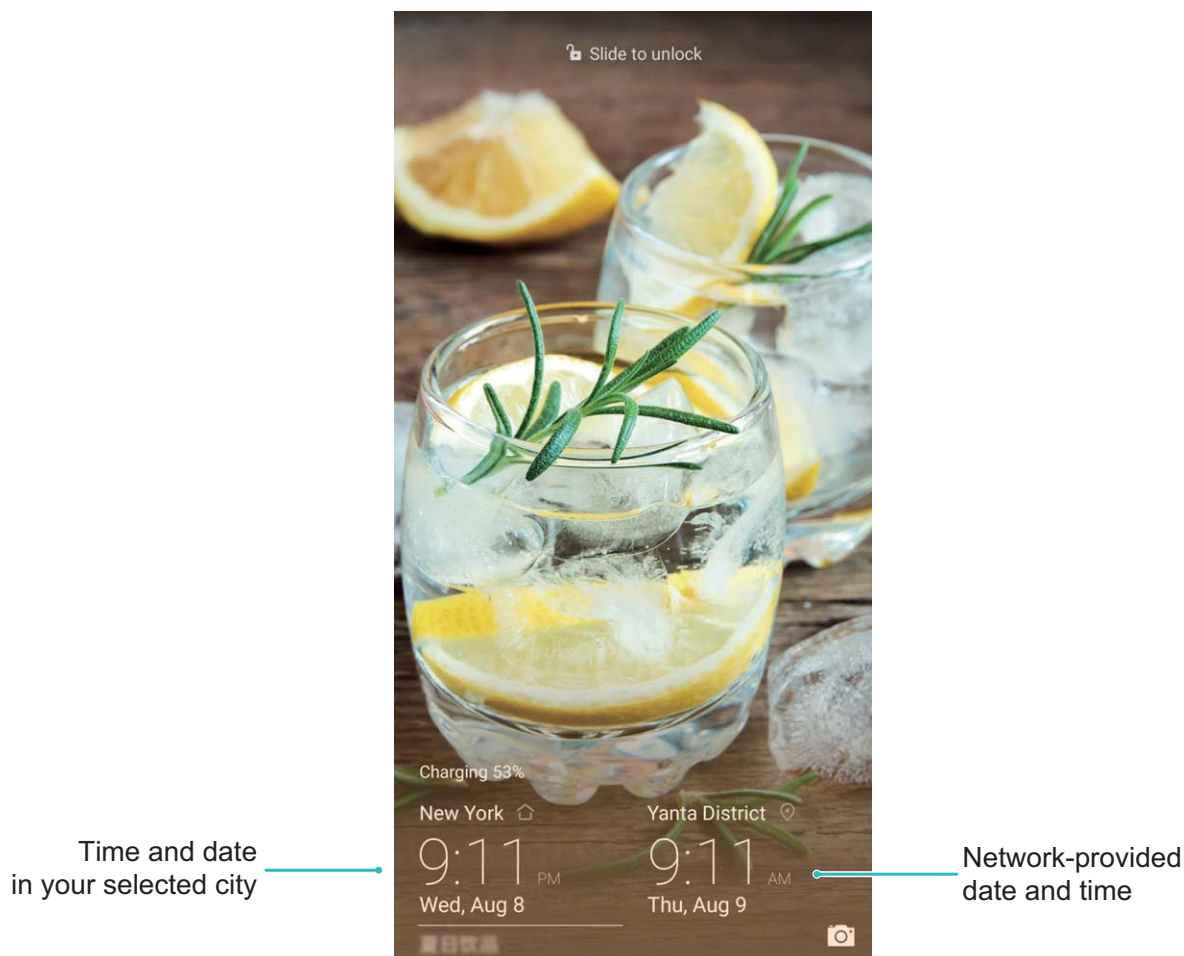 Slide to unlock
Charging 53%
New York
9:11 PM
Wed, Aug 8
Yanta District
9:11 AM
Thu, Aug 9
Time and date
in your selected city
Network-provided
date and time